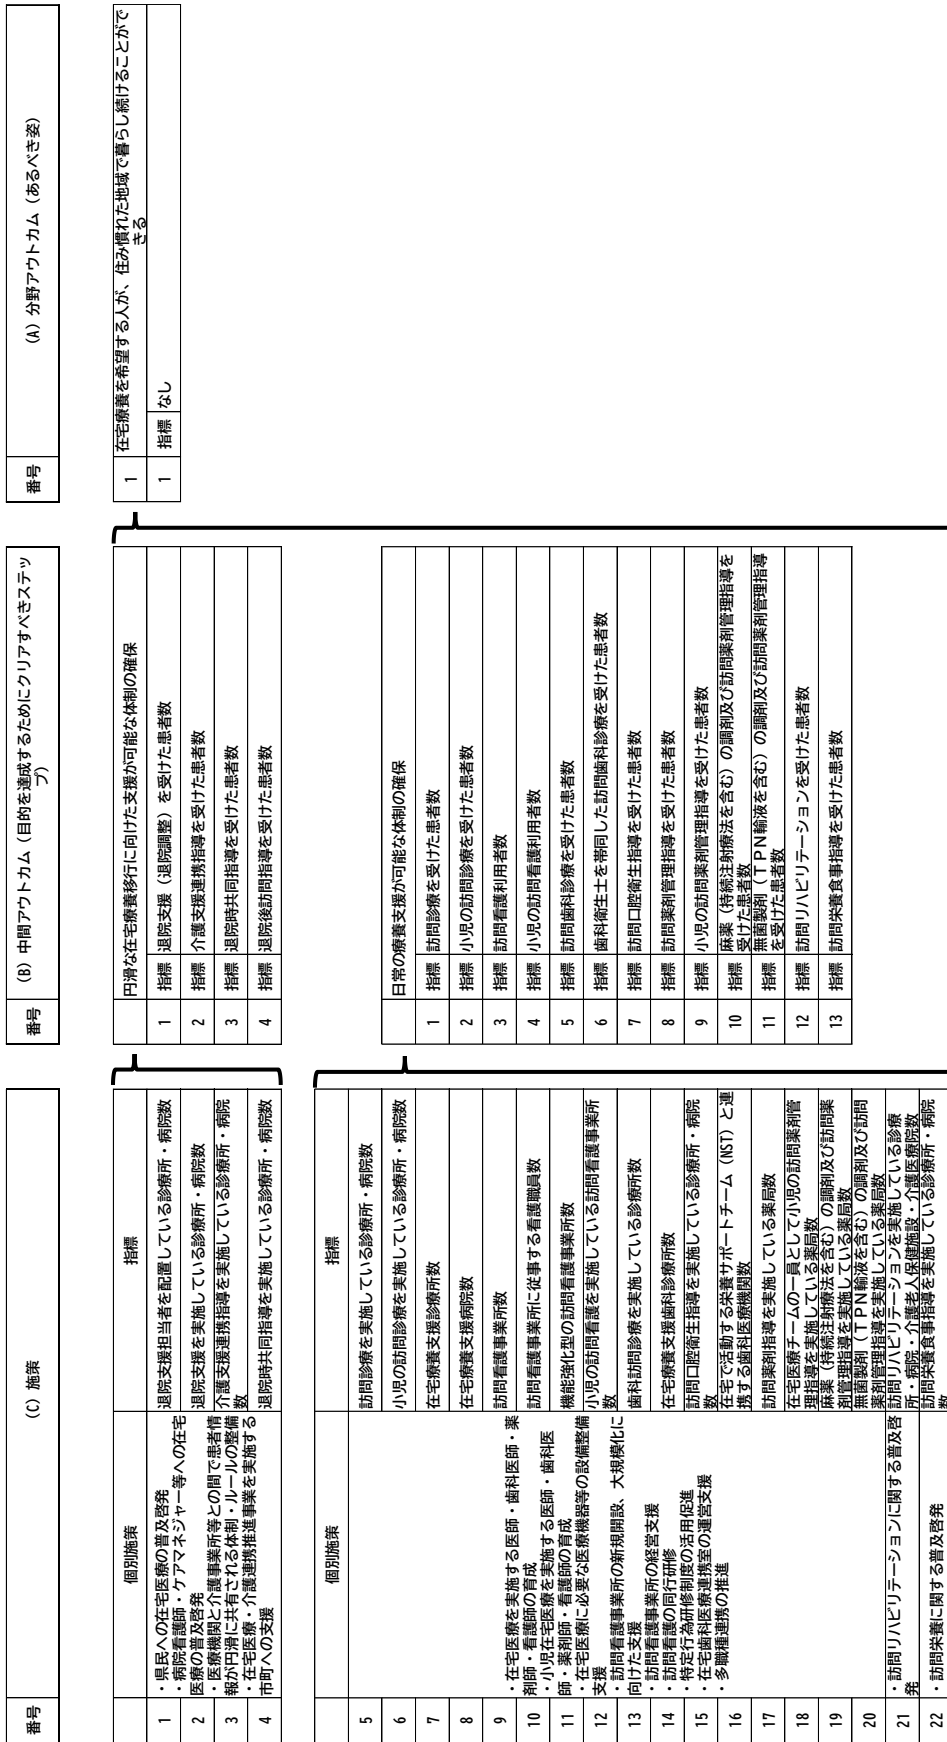 番号
(C) 施策
番号
(B) 中間アウトカム（目的を達成するためにクリアすべきステッ
プ）
番号
(A) 分野アウトカム（あるべき姿）
個別施策
指標
1
2
3
4
・県民への在宅医療の普及啓発
・病院看護師・ケアマネジャー等への在宅
医療の普及啓発
・医療機関と介護事業所等との間で患者情
報が円滑に共有される体制・ルールの整備
・在宅医療・介護連携推進事業を実施する
市町への支援
退院支援担当者を配置している診療所・病院数
退院支援を実施している診療所・病院数
介護支援連携指導を実施している診療所・病院
数
退院時共同指導を実施している診療所・病院数
円滑な在宅療養移行に向けた支援が可能な体制の確保
1 指標 退院支援（退院調整）を受けた患者数
2 指標 介護支援連携指導を受けた患者数
3 指標 退院時共同指導を受けた患者数
4 指標 退院後訪問指導を受けた患者数
1 在宅療養を希望する人が、住み慣れた地域で暮らし続けることがで
きる
1 指標 なし
個別施策
指標
5 訪問診療を実施している診療所・病院数
6 小児の訪問診療を実施している診療所・病院数
7 在宅療養支援診療所数
8 在宅療養支援病院数
9 訪問看護事業所数
10 訪問看護事業所に従事する看護職員数
11 機能強化型の訪問看護事業所数
12 小児の訪問看護を実施している訪問看護事業所
数
13 歯科訪問診療を実施している診療所数
14 在宅療養支援歯科診療所数
15 訪問口腔衛生指導を実施している診療所・病院
数
16 在宅で活動する栄養サポートチーム（NST）と連
携する歯科医療機関数
17 訪問薬剤指導を実施している薬局数
18 在宅医療チームの一員として小児の訪問薬剤管
理指導を実施している薬局数
19 麻薬（持続注射療法を含む）の調剤及び訪問薬
剤管理指導を実施している薬局数
20 無菌製剤（ＴＰＮ輸液を含む）の調剤及び訪問
薬剤管理指導を実施している薬局数
21 訪問リハビリテーションを実施している診療
所・病院・介護老人保健施設・介護医療院数
22 訪問栄養食事指導を実施している診療所・病院
数
・在宅医療を実施する医師・歯科医師・薬
剤師・看護師の育成
・小児在宅医療を実施する医師・歯科医
師・薬剤師・看護師の育成
・在宅医療に必要な医療機器等の設備整備
支援
・訪問看護事業所の新規開設、大規模化に
向けた支援
・訪問看護事業所の経営支援
・訪問看護の同行研修
・特定行為研修制度の活用促進
・在宅歯科医療連携室の運営支援
・多職種連携の推進
・訪問リハビリテーションに関する普及啓
発
・訪問栄養に関する普及啓発
日常の療養支援が可能な体制の確保
1 指標 訪問診療を受けた患者数
2 指標 小児の訪問診療を受けた患者数
3 指標 訪問看護利用者数
4 指標 小児の訪問看護利用者数
5 指標 訪問歯科診療を受けた患者数
6 指標 歯科衛生士を帯同した訪問歯科診療を受けた患者数
7 指標 訪問口腔衛生指導を受けた患者数
8 指標 訪問薬剤管理指導を受けた患者数
9 指標 小児の訪問薬剤管理指導を受けた患者数
10 指標 麻薬（持続注射療法を含む）の調剤及び訪問薬剤管理指導を
受けた患者数
11 指標 無菌製剤（ＴＰＮ輸液を含む）の調剤及び訪問薬剤管理指導
を受けた患者数
12 指標 訪問リハビリテーションを受けた患者数
13 指標 訪問栄養食事指導を受けた患者数